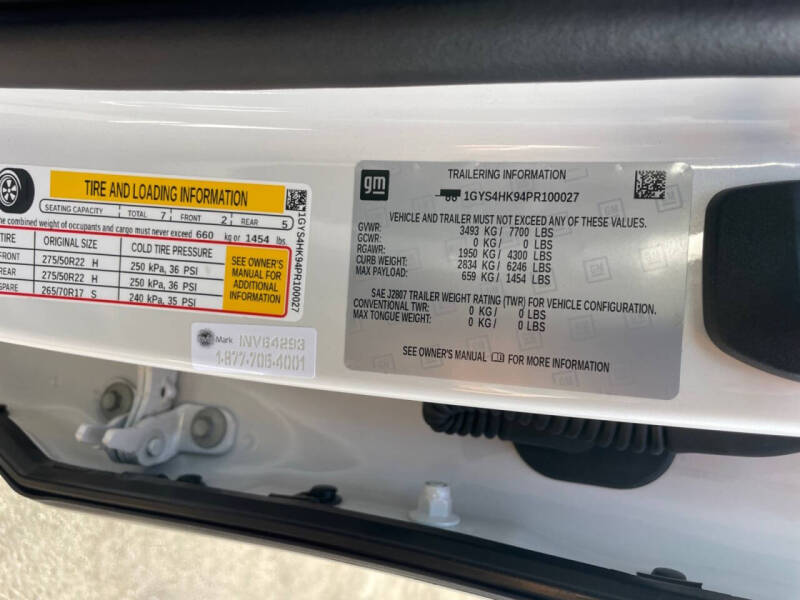 TIRE AND LOADING INFORMATION
SEATING CAPACITY TOTAL 7 FRONT 2 REAR 5
he combined weight of occupants and cargo must never exceed 660 kg or 1454 lbs.
TIRE ORIGINAL SIZE COLD TIRE PRESSURE
FRONT 275/50R22 H 250 kPa, 36 PSI
REAR 275/50R22 H 250 kPa, 36 PSI
SPARE 265/70R17 S 240 kPa, 35 PSI
SEE OWNER'S
MANUAL FOR
ADDITIONAL
INFORMATION
1GYS4HK94PR100027
Mark INV64293
1-877-706-4001
gm
TRAILERING INFORMATION
1GYS4HK94PR100027
VEHICLE AND TRAILER MUST NOT EXCEED ANY OF THESE VALUES.
GVWR: 3493 KG / 7700 LBS
GCWR: 0 KG / 0 LBS
RGAWR: 1950 KG / 4300 LBS
CURB WEIGHT: 2834 KG / 6246 LBS
MAX PAYLOAD: 659 KG / 1454 LBS
SAE J2807 TRAILER WEIGHT RATING (TWR) FOR VEHICLE CONFIGURATION.
CONVENTIONAL TWR: 0 KG / 0 LBS
MAX TONGUE WEIGHT: 0 KG / 0 LBS
SEE OWNER'S MANUAL FOR MORE INFORMATION